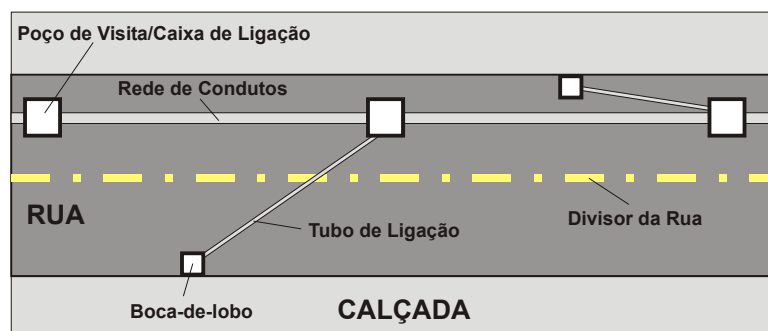 Poço de Visita/Caixa de Ligação
Rede de Condutos
RUA
Tubo de Ligação
Divisor da Rua
Boca-de-lobo
CALÇADA